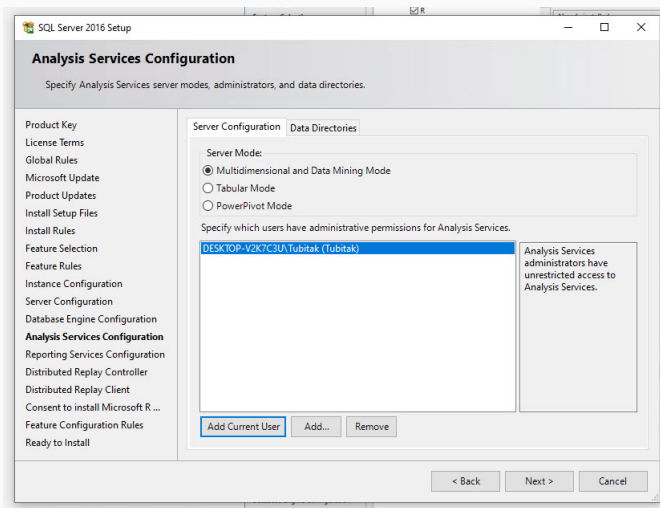 R
SQL Server 2016 Setup
Analysis Services Configuration
Specify Analysis Services server modes, administrators, and data directories.
Product Key
License Terms
Global Rules
Microsoft Update
Product Updates
Install Setup Files
Install Rules
Feature Selection
Feature Rules
Instance Configuration
Server Configuration
Database Engine Configuration
Analysis Services Configuration
Reporting Services Configuration
Distributed Replay Controller
Distributed Replay Client
Consent to install Microsoft R ...
Feature Configuration Rules
Ready to Install
Server Configuration Data Directories
Server Mode:
Multidimensional and Data Mining Mode
Tabular Mode
PowerPivot Mode
Specify which users have administrative permissions for Analysis Services.
DESKTOP-V2K7C3U\Tubitak (Tubitak)
Analysis Services
administrators have
unrestricted access to
Analysis Services.
Add Current User Add... Remove
< Back Next > Cancel